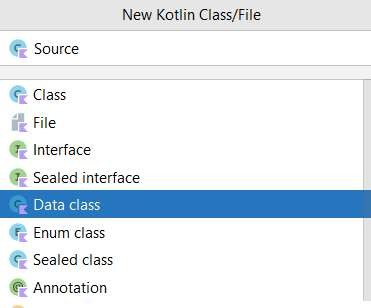 New Kotlin Class/File
Source
Class
File
Interface
Sealed interface
Data class
Enum class
Sealed class
Annotation